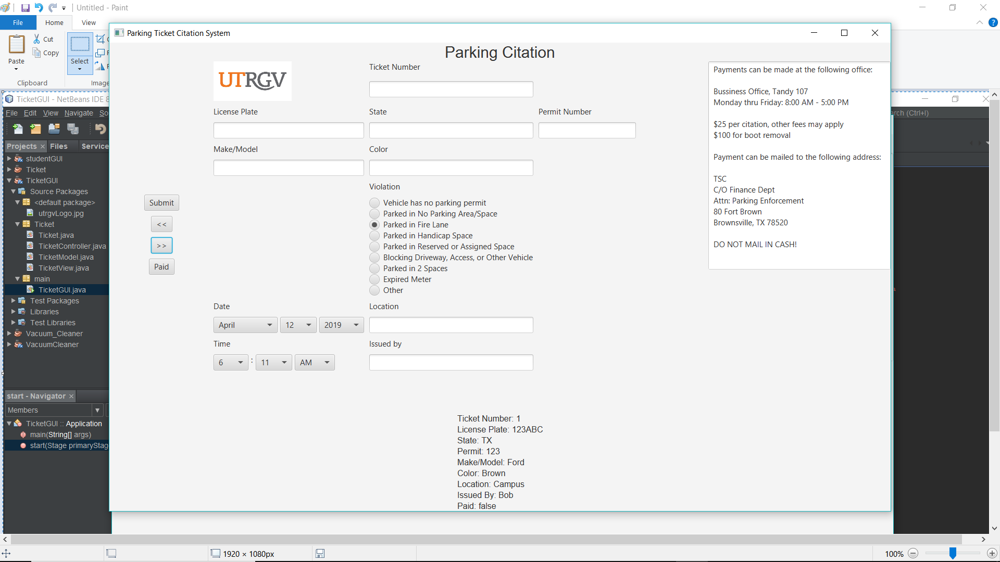 Untitled - Paint
File Home View
Cut
Copy
Paste
Select
Clipboard
Image
TicketGUI - NetBeans IDE 8
File Edit View Navigate So
rch (Ctrl+I)
Projects Files Service
studentGUI
Ticket
TicketGUI
Source Packages
<default package>
utrgvLogo.jpg
Ticket
Ticket.java
TicketController.java
TicketModel.java
TicketView.java
main
TicketGUI.java
Test Packages
Libraries
Test Libraries
Vacuum_Cleaner
VacuumCleaner
start - Navigator
Members
TicketGUI :: Application
main(String[] args)
start(Stage primaryStag
Parking Ticket Citation System
Parking Citation
UTRGV
Ticket Number
License Plate State Permit Number
Make/Model Color
Violation
Submit
<<
>>
Paid
Vehicle has no parking permit
Parked in No Parking Area/Space
Parked in Fire Lane
Parked in Handicap Space
Parked in Reserved or Assigned Space
Blocking Driveway, Access, or Other Vehicle
Parked in 2 Spaces
Expired Meter
Other
Date Location
April 12 2019
Time Issued by
6 : 11 AM
Ticket Number: 1
License Plate: 123ABC
State: TX
Permit: 123
Make/Model: Ford
Color: Brown
Location: Campus
Issued By: Bob
Paid: false
Payments can be made at the following office:
Bussiness Office, Tandy 107
Monday thru Friday: 8:00 AM - 5:00 PM
$25 per citation, other fees may apply
$100 for boot removal
Payment can be mailed to the following address:
TSC
C/O Finance Dept
Attn: Parking Enforcement
80 Fort Brown
Brownsville, TX 78520
DO NOT MAIL IN CASH!
1920 × 1080px
100%